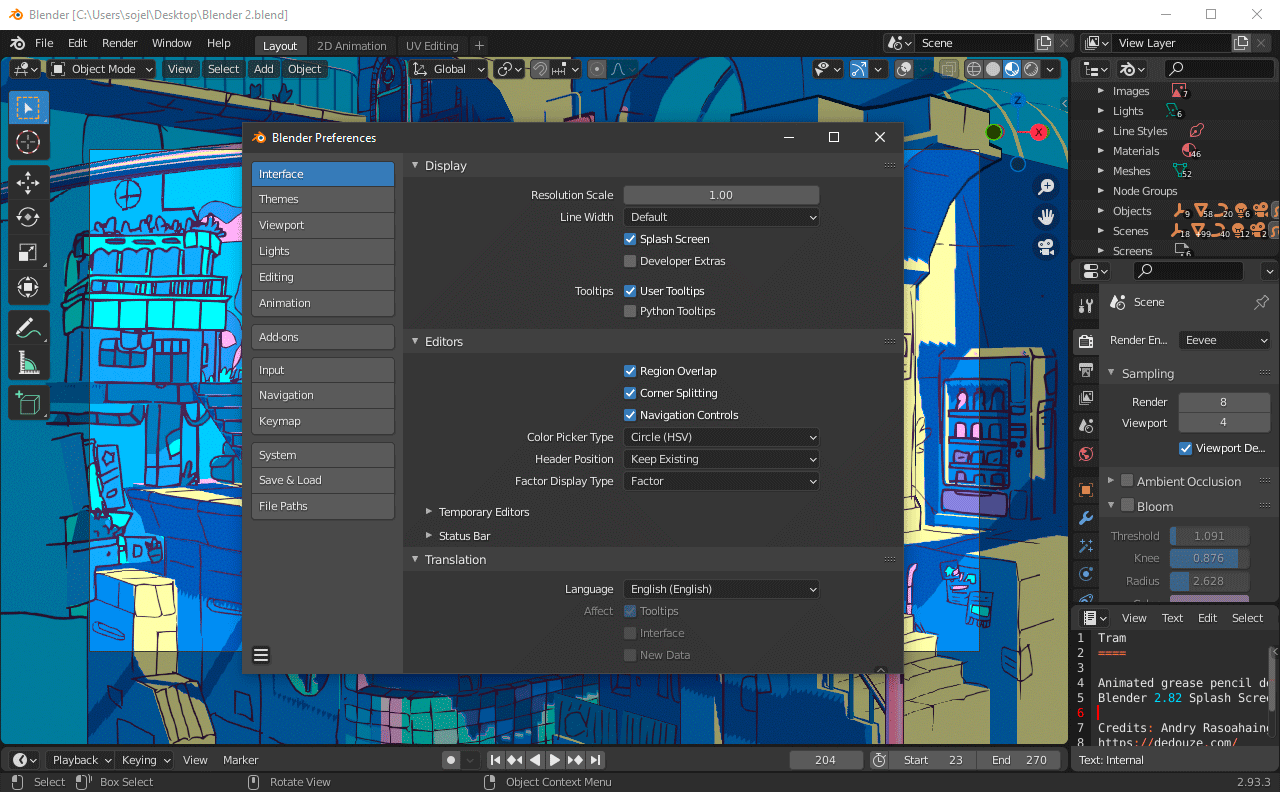 Blender [C:\Users\sojel\Desktop\Blender 2.blend]
File Edit Render Window Help Layout 2D Animation UV Editing + Scene View Layer
Object Mode View Select Add Object Global
Z
X
Blender Preferences
Interface
Themes
Viewport
Lights
Editing
Animation
Add-ons
Input
Navigation
Keymap
System
Save & Load
File Paths
Display
Resolution Scale 1.00
Line Width Default
Splash Screen
Developer Extras
Tooltips User Tooltips
Python Tooltips
Editors
Region Overlap
Corner Splitting
Navigation Controls
Color Picker Type Circle (HSV)
Header Position Keep Existing
Factor Display Type Factor
Temporary Editors
Status Bar
Translation
Language English (English)
Affect Tooltips
Interface
New Data
Images 7
Lights 6
Line Styles
Materials 46
Meshes 52
Node Groups
Objects 9 58 20 6
Scenes 18 99 40 12 2
Screens 6
Scene
Render En... Eevee
Sampling
Render 8
Viewport 4
Viewport De...
Ambient Occlusion
Bloom
Threshold 1.091
Knee 0.876
Radius 2.628
View Text Edit Select
1 Tram
2 ====
3
4 Animated grease pencil de
5 Blender 2.82 Splash Scree
6
7 Credits: Andry Rasoahaing
8 https://dedouze.com/
Text: Internal
Playback Keying View Marker 204 Start 23 End 270
Select Box Select Rotate View Object Context Menu 2.93.3